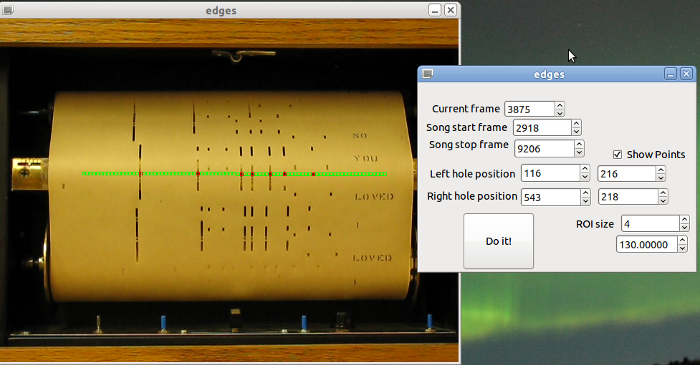 edges
SO
YOU
LOVED
I
LOVED
I
edges
Current frame 3875
Song start frame 2918
Song stop frame 9206
Show Points
Left hole position 116 216
Right hole position 543 218
Do it!
ROI size 4
130.00000